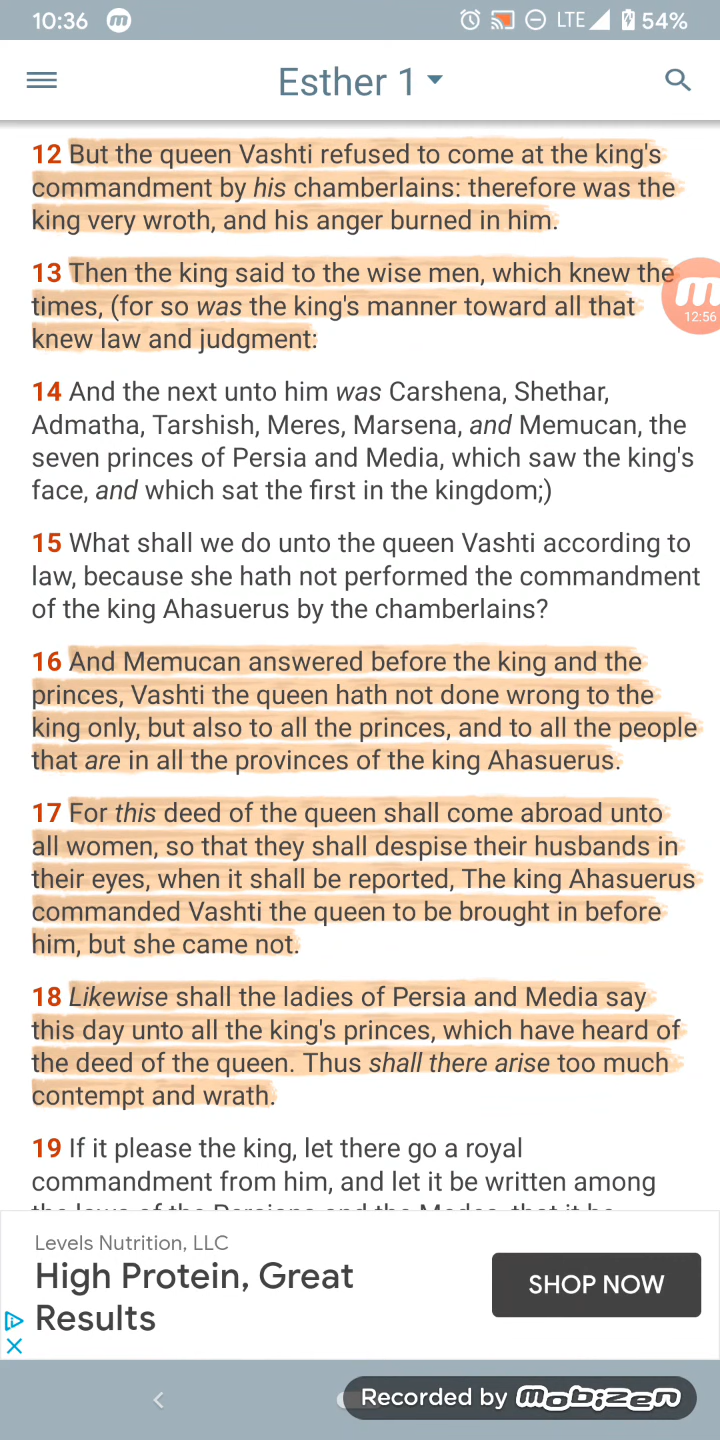 10:36 m LTE 54%
Esther 1
12 But the queen Vashti refused to come at the king's
commandment by his chamberlains: therefore was the
king very wroth, and his anger burned in him.
13 Then the king said to the wise men, which knew the
times, (for so was the king's manner toward all that
knew law and judgment:
m
12:56
14 And the next unto him was Carshena, Shethar,
Admatha, Tarshish, Meres, Marsena, and Memucan, the
seven princes of Persia and Media, which saw the king's
face, and which sat the first in the kingdom;)
15 What shall we do unto the queen Vashti according to
law, because she hath not performed the commandment
of the king Ahasuerus by the chamberlains?
16 And Memucan answered before the king and the
princes, Vashti the queen hath not done wrong to the
king only, but also to all the princes, and to all the people
that are in all the provinces of the king Ahasuerus.
17 For this deed of the queen shall come abroad unto
all women, so that they shall despise their husbands in
their eyes, when it shall be reported, The king Ahasuerus
commanded Vashti the queen to be brought in before
him, but she came not.
18 Likewise shall the ladies of Persia and Media say
this day unto all the king's princes, which have heard of
the deed of the queen. Thus shall there arise too much
contempt and wrath.
19 If it please the king, let there go a royal
commandment from him, and let it be written among
Levels Nutrition, LLC
High Protein, Great
Results
SHOP NOW
Recorded by mobizen